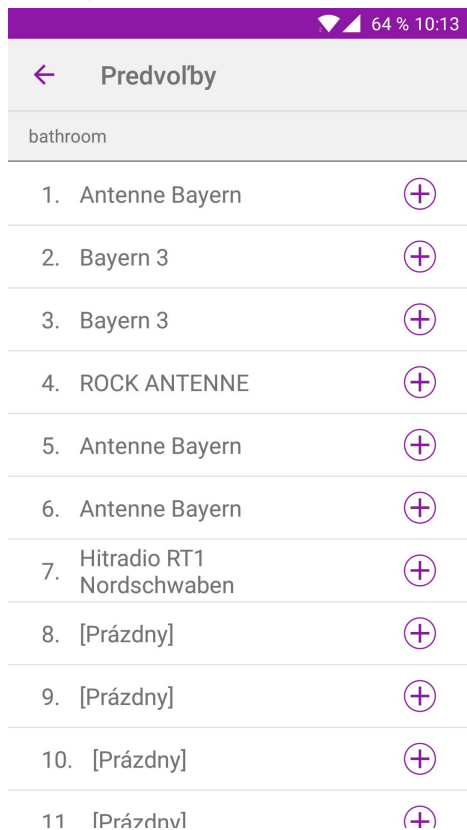 64 % 10:13
Predvoľby
bathroom
1. Antenne Bayern
2. Bayern 3
3. Bayern 3
4. ROCK ANTENNE
5. Antenne Bayern
6. Antenne Bayern
7. Hitradio RT1
Nordschwaben
8. [Prázdny]
9. [Prázdny]
10. [Prázdny]
11. [Prázdny]